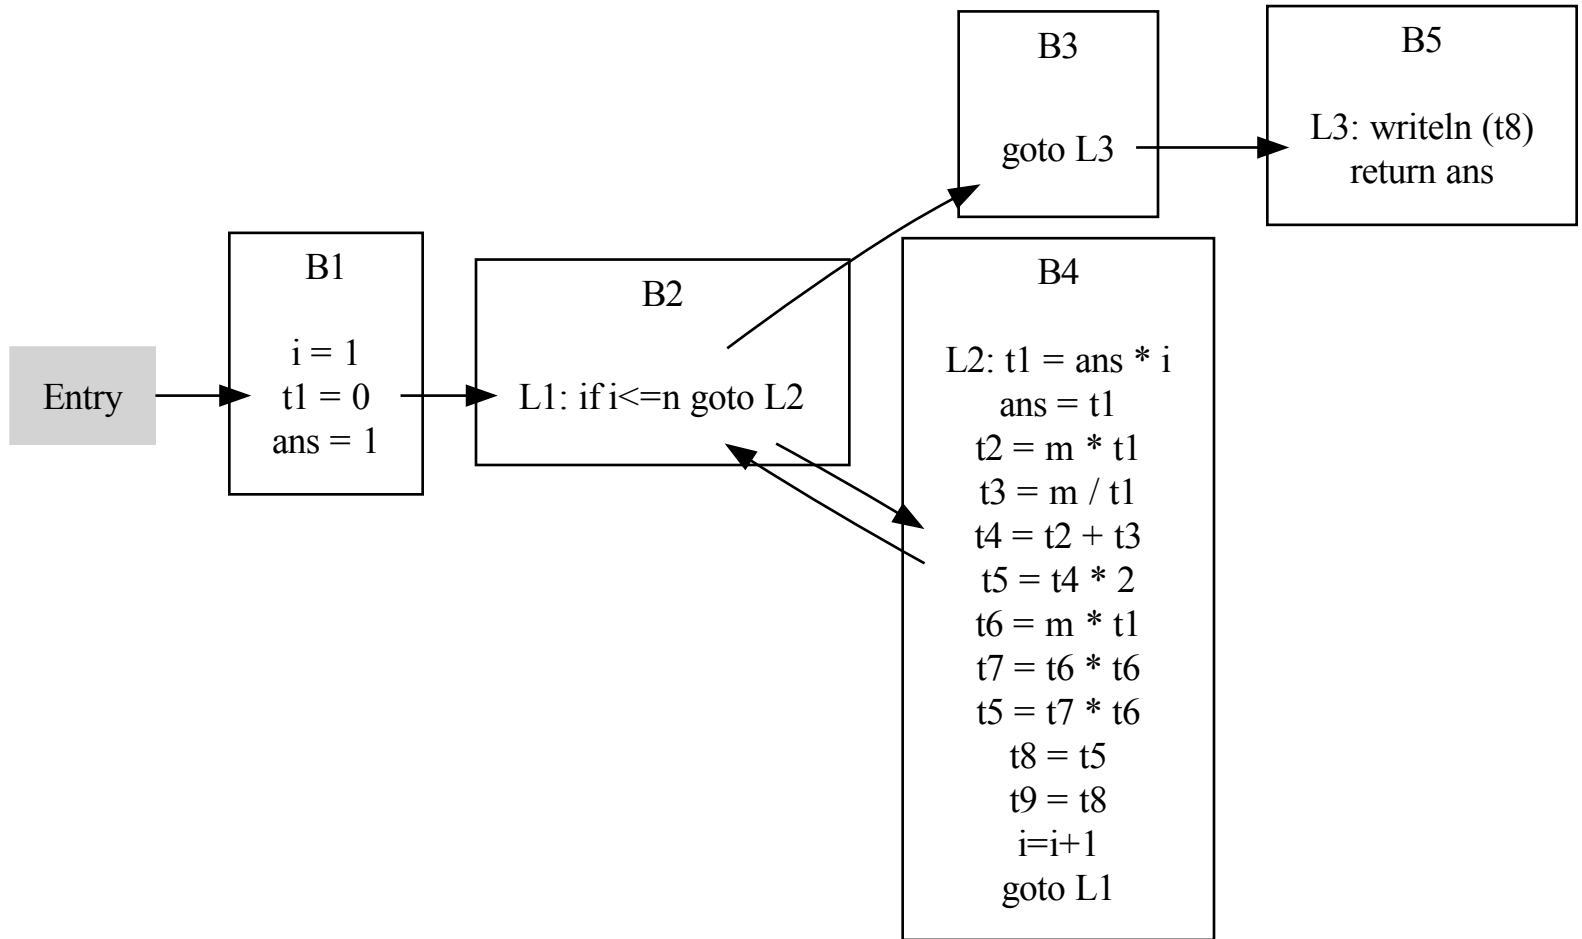 Entry
B1
i = 1
t1 = 0
ans = 1
B2
L1: if i<=n goto L2
B3
goto L3
B5
L3: writeln (t8)
return ans
B4
L2: t1 = ans * i
ans = t1
t2 = m * t1
t3 = m / t1
t4 = t2 + t3
t5 = t4 * 2
t6 = m * t1
t7 = t6 * t6
t5 = t7 * t6
t8 = t5
t9 = t8
i=i+1
goto L1